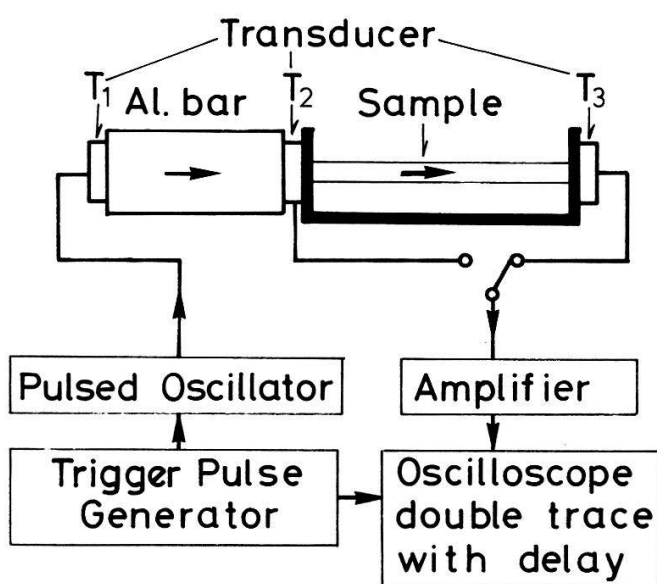 Transducer
T1
T2
T3
Al. bar
Sample
Pulsed Oscillator
Amplifier
Trigger Pulse
Generator
Oscilloscope
double trace
with delay